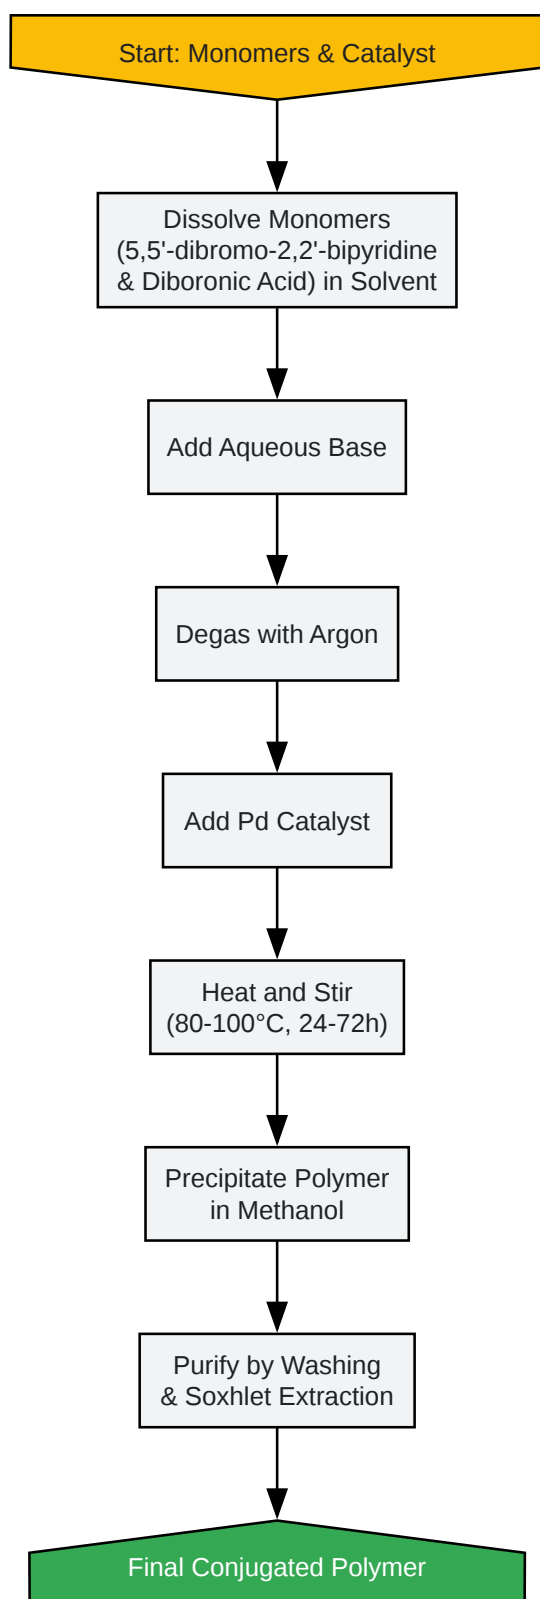 Start: Monomers & Catalyst
Dissolve Monomers
(5,5'-dibromo-2,2'-bipyridine
& Diboronic Acid) in Solvent
Add Aqueous Base
Degas with Argon
Add Pd Catalyst
Heat and Stir
(80-100°C, 24-72h)
Precipitate Polymer
in Methanol
Purify by Washing
& Soxhlet Extraction
Final Conjugated Polymer